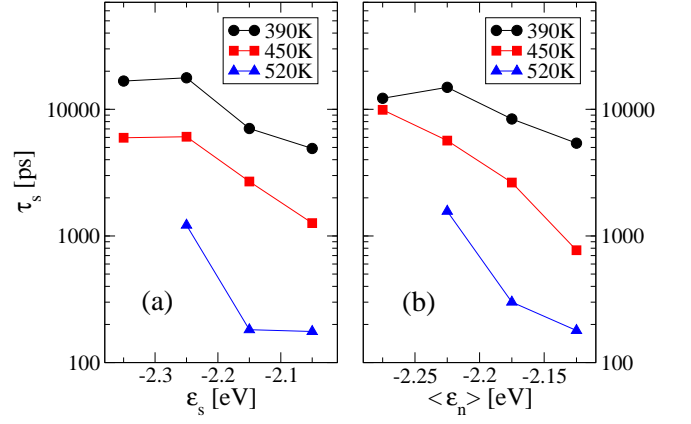 390K
450K
520K
390K
450K
520K
10000
1000
100
10000
1000
100
τs [ps]
(a)
(b)
-2.3
-2.2
-2.1
-2.25
-2.2
-2.15
εs [eV]
<εn> [eV]